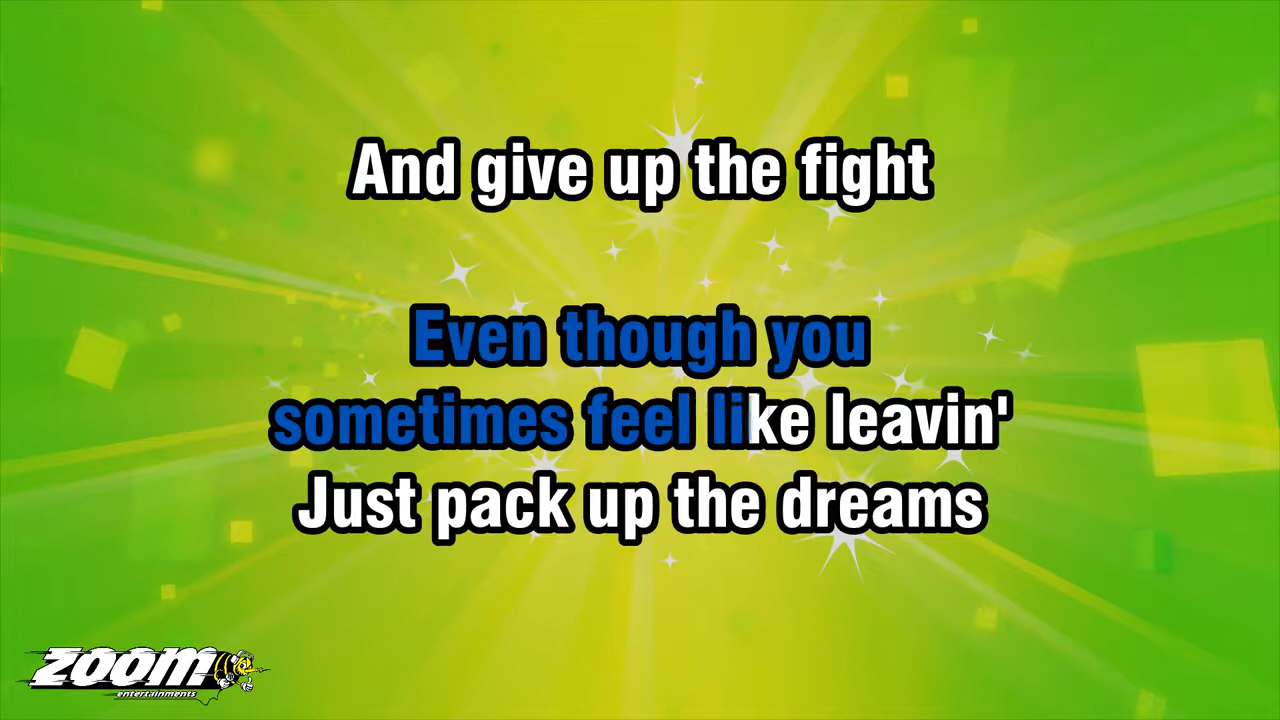 And give up the fight
Even though you
sometimes feel like leavin'
Just pack up the dreams
zoom
entertainments